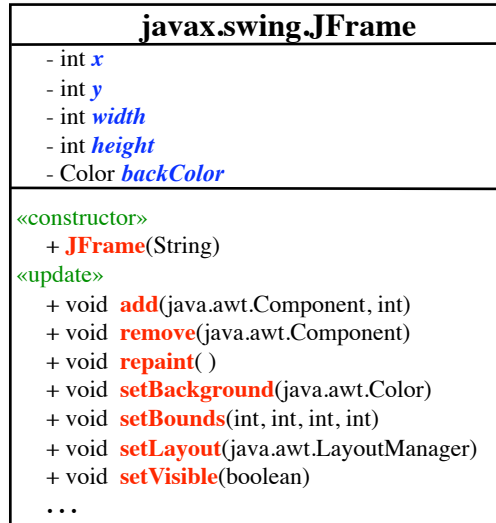 javax.swing.JFrame
- int x
- int y
- int width
- int height
- Color backColor
«constructor»
+ JFrame(String)
«update»
+ void add(java.awt.Component, int)
+ void remove(java.awt.Component)
+ void repaint( )
+ void setBackground(java.awt.Color)
+ void setBounds(int, int, int, int)
+ void setLayout(java.awt.LayoutManager)
+ void setVisible(boolean)
...